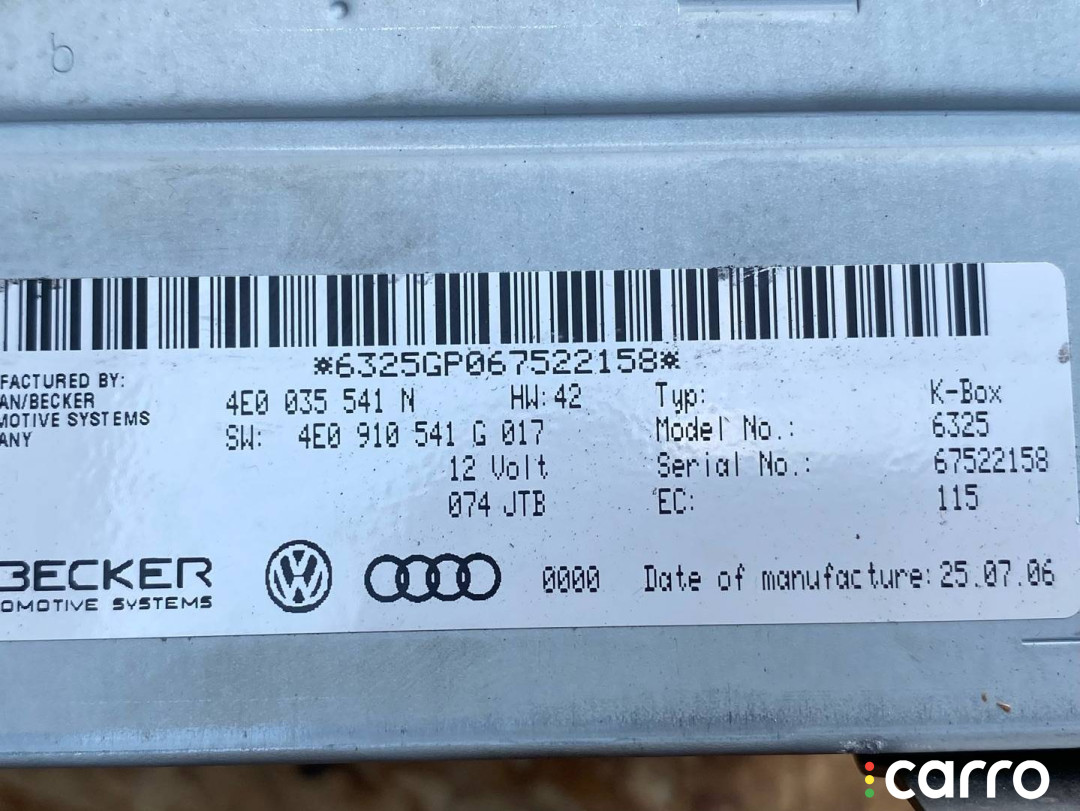 b
*6325GP067522158*
FACTURED BY:
AN/BECKER
MOTIVE SYSTEMS
ANY
4E0 035 541 N HW: 42
SW: 4E0 910 541 G 017
12 Volt
074 JTB
Typ: K-Box
Model No.: 6325
Serial No.: 67522158
EC: 115
BECKER
OMOTIVE SYSTEMS
0000 Date of manufacture: 25.07.06
carro